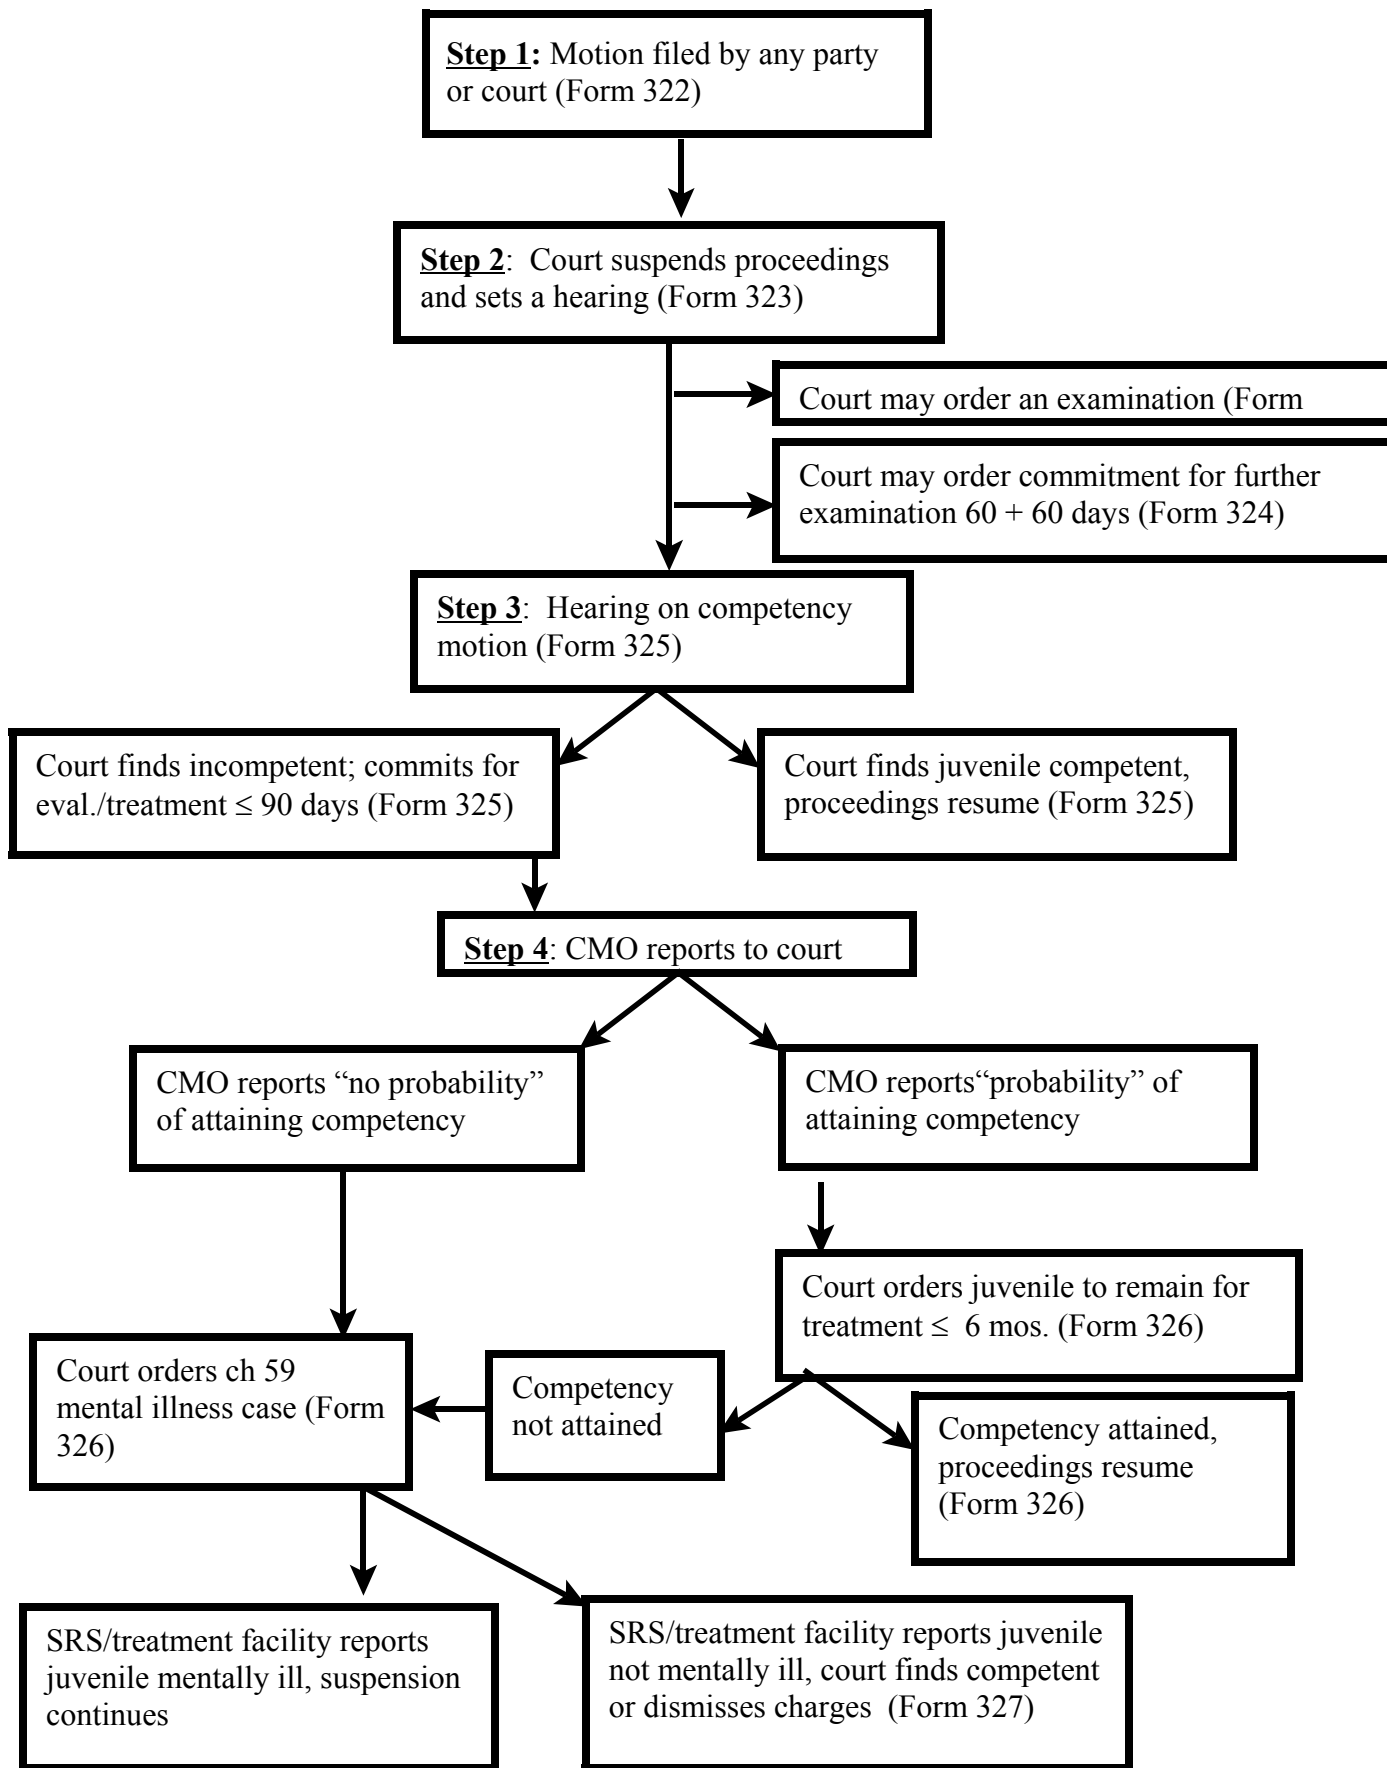 Step 1: Motion filed by any party
or court (Form 322)
Step 2:  Court suspends proceedings
and sets a hearing (Form 323)
Court may order an examination (Form
Court may order commitment for further
examination 60 + 60 days (Form 324)
Step 3:  Hearing on competency
motion (Form 325)
Court finds incompetent; commits for
eval./treatment ≤ 90 days (Form 325)
Court finds juvenile competent,
proceedings resume (Form 325)
Step 4: CMO reports to court
CMO reports “no probability”
of attaining competency
CMO reports“probability” of
attaining competency
Court orders juvenile to remain for
treatment ≤  6 mos. (Form 326)
Court orders ch 59
mental illness case (Form
326)
Competency
not attained
Competency attained,
proceedings resume
(Form 326)
SRS/treatment facility reports
juvenile mentally ill, suspension
continues
SRS/treatment facility reports juvenile
not mentally ill, court finds competent
or dismisses charges  (Form 327)